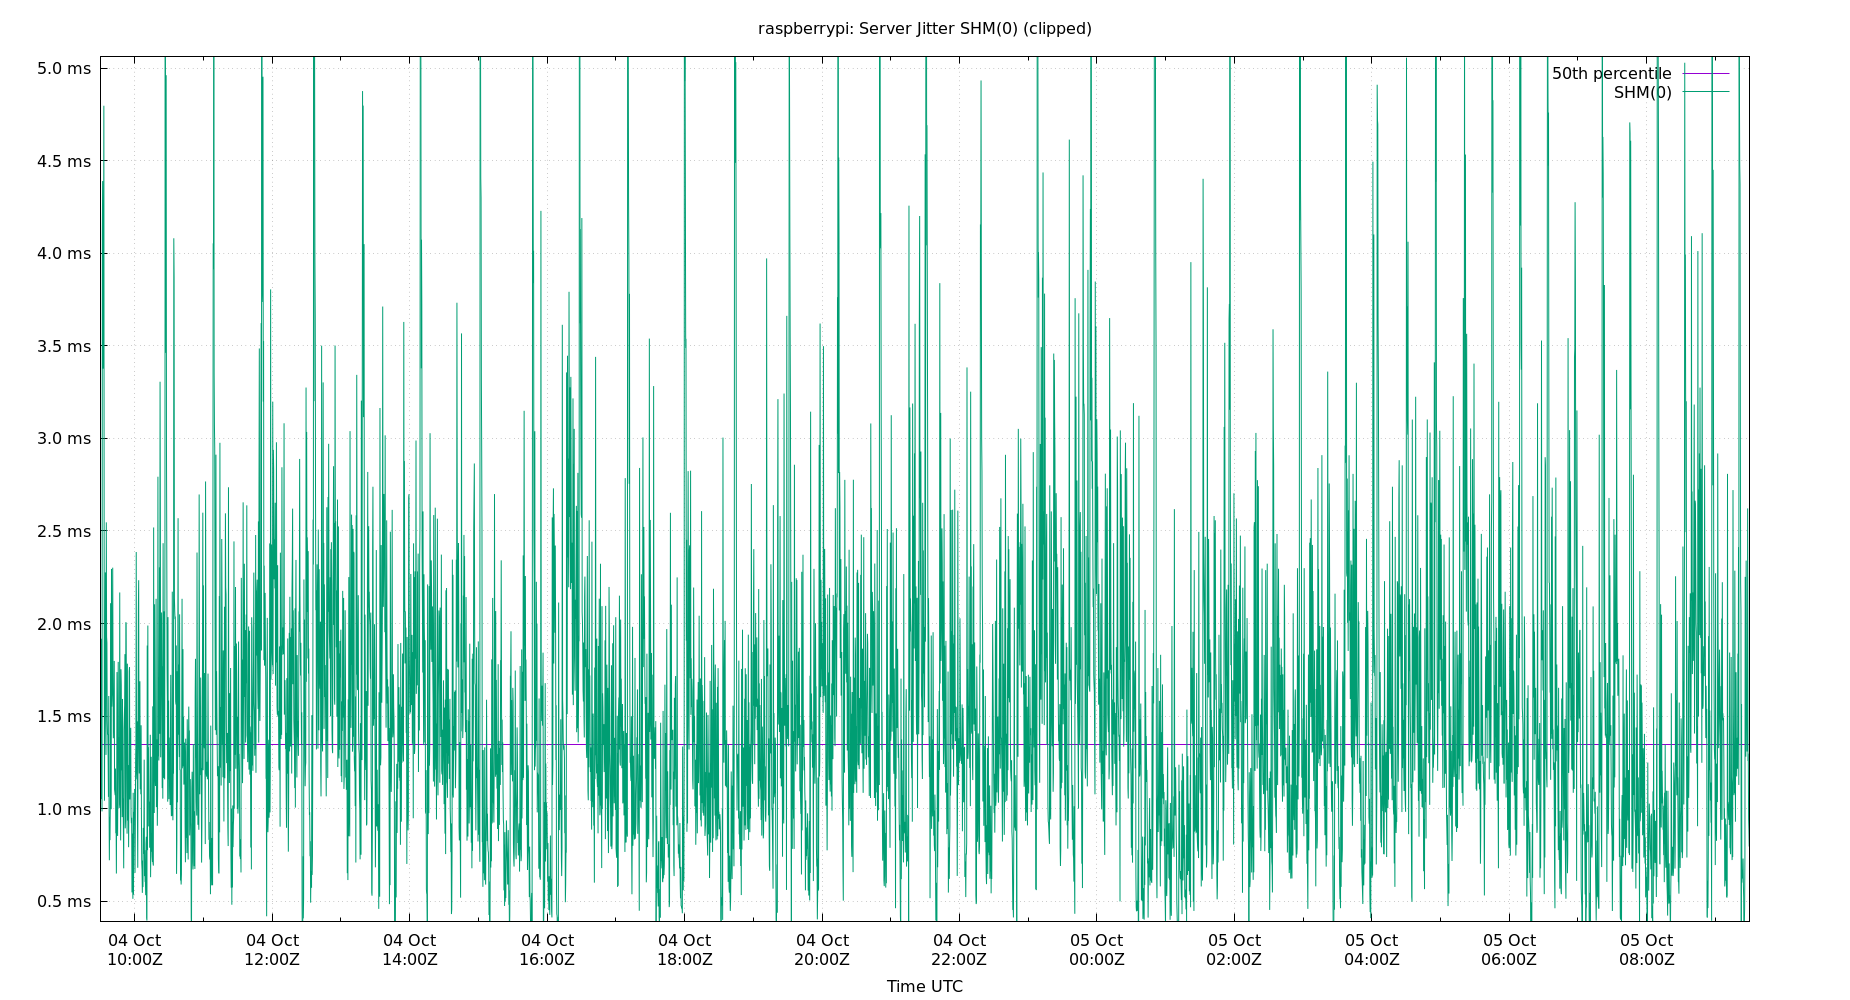 raspberrypi: Server Jitter SHM(0) (clipped)
5.0 ms
4.5 ms
4.0 ms
3.5 ms
3.0 ms
2.5 ms
2.0 ms
1.5 ms
1.0 ms
0.5 ms
50th percentile
SHM(0)
04 Oct 04 Oct 04 Oct 04 Oct 04 Oct 04 Oct 04 Oct 05 Oct 05 Oct 05 Oct 05 Oct 05 Oct
10:00Z 12:00Z 14:00Z 16:00Z 18:00Z 20:00Z 22:00Z 00:00Z 02:00Z 04:00Z 06:00Z 08:00Z
Time UTC